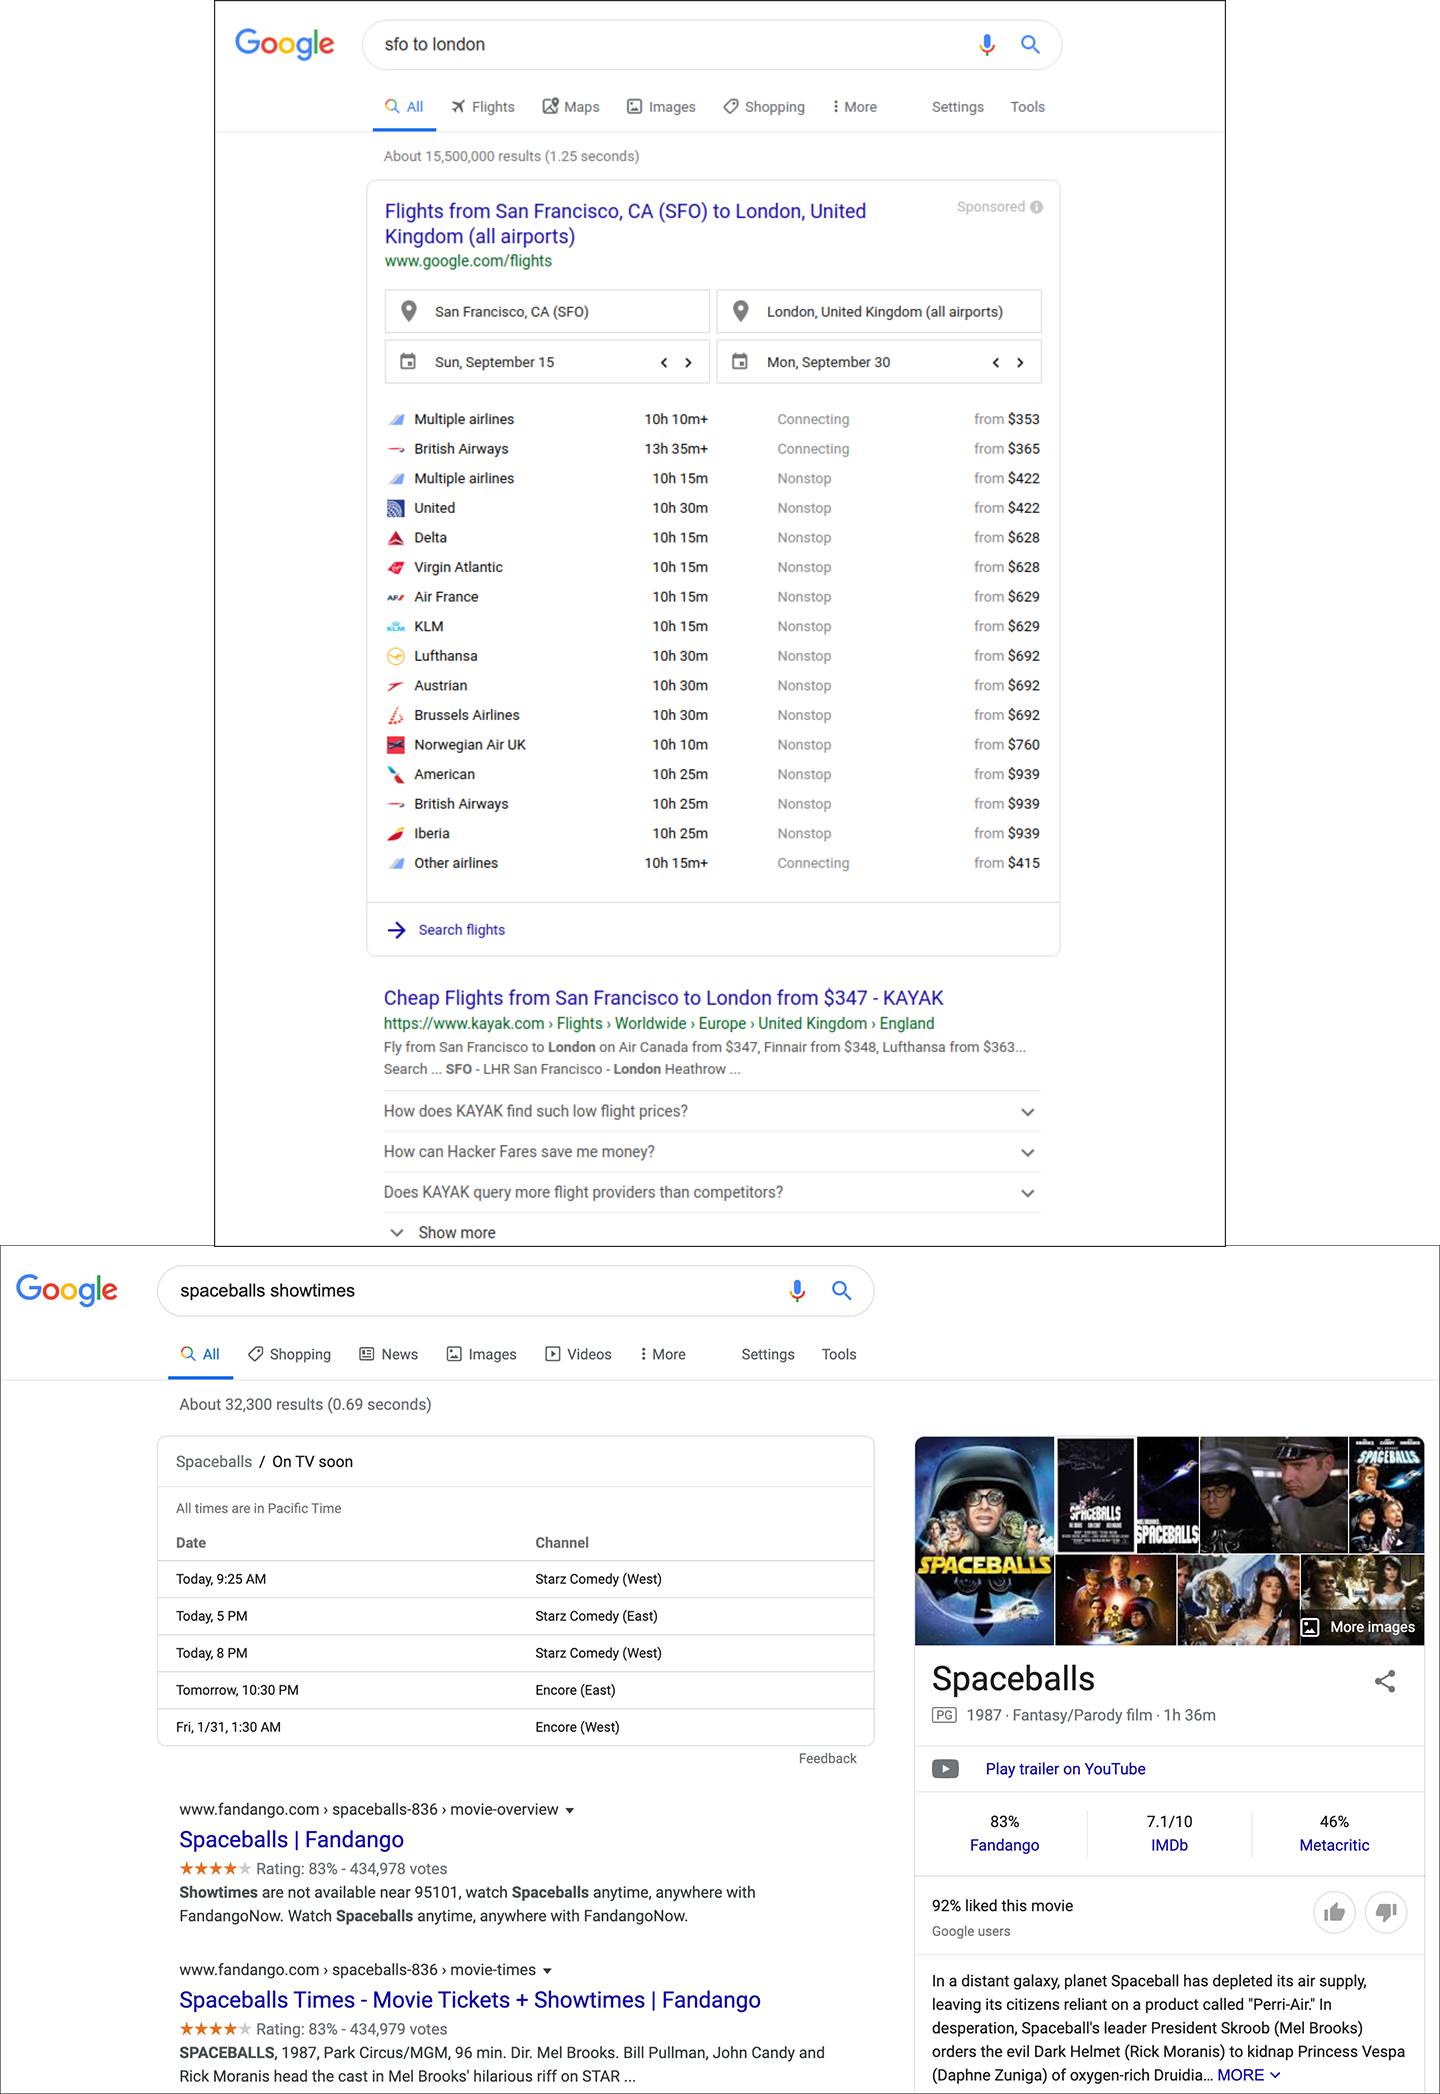 Google
sfo to london
All Flights Maps Images Shopping More Settings Tools
About 15,500,000 results (1.25 seconds)
Flights from San Francisco, CA (SFO) to London, United
Kingdom (all airports)
Sponsored
www.google.com/flights
San Francisco, CA (SFO) London, United Kingdom (all airports)
Sun, September 15 < > Mon, September 30 < >
Multiple airlines 10h 10m+ Connecting from $353
British Airways 13h 35m+ Connecting from $365
Multiple airlines 10h 15m Nonstop from $422
United 10h 30m Nonstop from $422
Delta 10h 15m Nonstop from $628
Virgin Atlantic 10h 15m Nonstop from $628
Air France 10h 15m Nonstop from $629
KLM KLM 10h 15m Nonstop from $629
Lufthansa 10h 30m Nonstop from $692
Austrian 10h 30m Nonstop from $692
Brussels Airlines 10h 30m Nonstop from $692
Norwegian Air UK 10h 10m Nonstop from $760
American 10h 25m Nonstop from $939
British Airways 10h 25m Nonstop from $939
Iberia 10h 25m Nonstop from $939
Other airlines 10h 15m+ Connecting from $415
Search flights
Cheap Flights from San Francisco to London from $347 - KAYAK
https://www.kayak.com › Flights › Worldwide › Europe › United Kingdom › England
Fly from San Francisco to London on Air Canada from $347, Finnair from $348, Lufthansa from $363...
Search ... SFO - LHR San Francisco - London Heathrow ...
How does KAYAK find such low flight prices?
How can Hacker Fares save me money?
Does KAYAK query more flight providers than competitors?
Show more
Google
spaceballs showtimes
All Shopping News Images Videos More Settings Tools
About 32,300 results (0.69 seconds)
Spaceballs / On TV soon
All times are in Pacific Time
Date Channel
Today, 9:25 AM Starz Comedy (West)
Today, 5 PM Starz Comedy (East)
Today, 8 PM Starz Comedy (West)
Tomorrow, 10:30 PM Encore (East)
Fri, 1/31, 1:30 AM Encore (West)
Feedback
www.fandango.com › spaceballs-836 › movie-overview
Spaceballs | Fandango
Rating: 83% - 434,978 votes
Showtimes are not available near 95101, watch Spaceballs anytime, anywhere with
FandangoNow. Watch Spaceballs anytime, anywhere with FandangoNow.
www.fandango.com › spaceballs-836 › movie-times
Spaceballs Times - Movie Tickets + Showtimes | Fandango
Rating: 83% - 434,979 votes
SPACEBALLS, 1987, Park Circus/MGM, 96 min. Dir. Mel Brooks. Bill Pullman, John Candy and
Rick Moranis head the cast in Mel Brooks' hilarious riff on STAR ...
SPACEBALLS
SPACEBALLS
SPACEBALLS
SPACEBALLS
More images
Spaceballs
PG 1987 · Fantasy/Parody film · 1h 36m
Play trailer on YouTube
83% 7.1/10 46%
Fandango IMDb Metacritic
92% liked this movie
Google users
In a distant galaxy, planet Spaceball has depleted its air supply,
leaving its citizens reliant on a product called "Perri-Air." In
desperation, Spaceball's leader President Skroob (Mel Brooks)
orders the evil Dark Helmet (Rick Moranis) to kidnap Princess Vespa
(Daphne Zuniga) of oxygen-rich Druidia... MORE